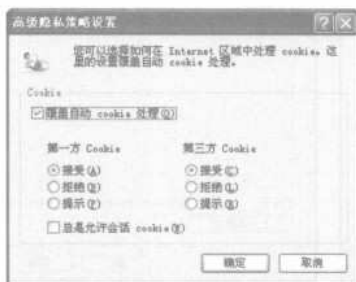 高级隐私策略设置
您可以选择如何在 Internet 区域中处理 cookie。这
里的设置覆盖自动 cookie 处理。
Cookie
覆盖自动 cookie 处理(O)
第一方 Cookie 第三方 Cookie
接受(A) 接受(C)
拒绝(B) 拒绝(L)
提示(P) 提示(R)
总是允许会话 cookie(W)
确定 取消